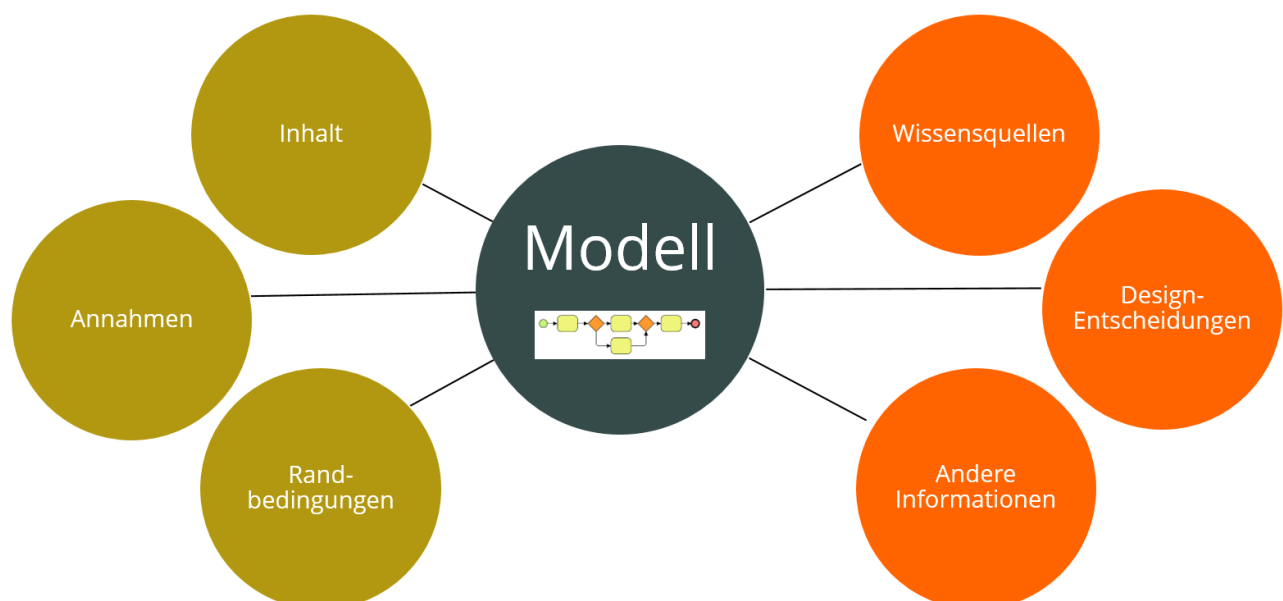 Inhalt
Wissensquellen
Modell
Annahmen
Design-
Entscheidungen
Rand-
bedingungen
Andere
Informationen